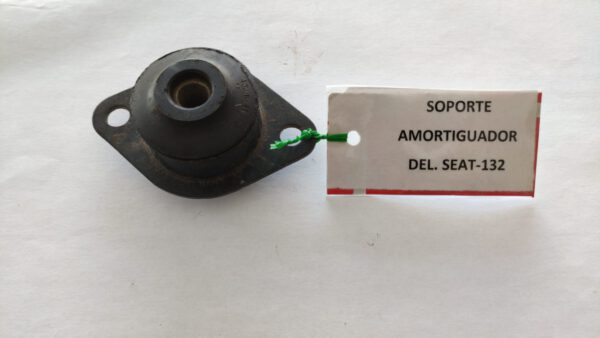 SOPORTE
AMORTIGUADOR
DEL. SEAT-132